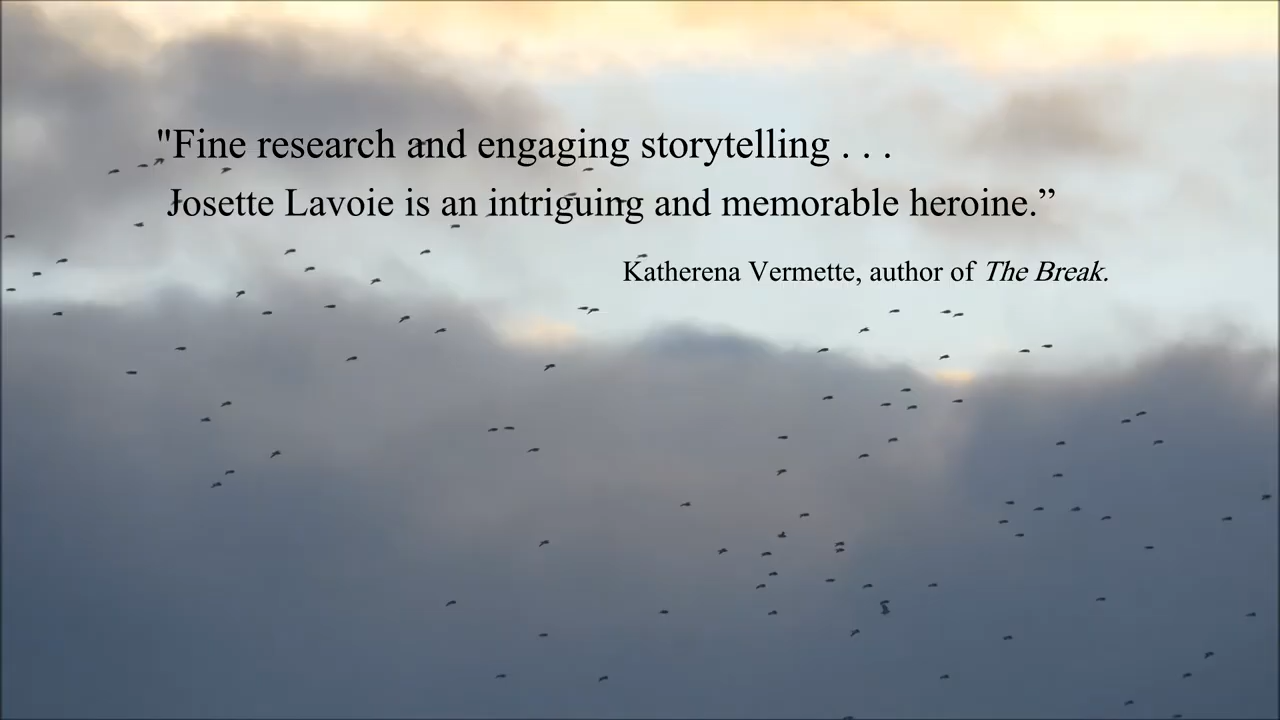 "Fine research and engaging storytelling . . .
Josette Lavoie is an intriguing and memorable heroine.”
Katherena Vermette, author of The Break.